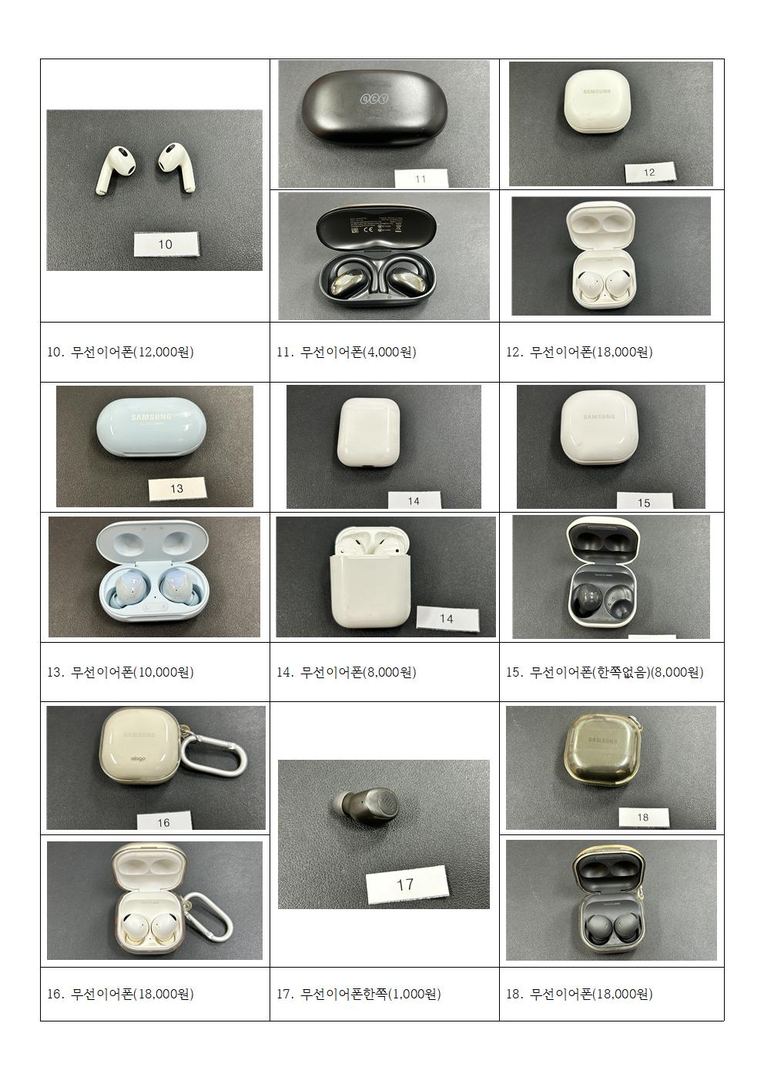 QCY
SAMSUNG
10
11
12
CE
10. 무선이어폰(12,000원)
11. 무선이어폰(4,000원)
12. 무선이어폰(18,000원)
SAMSUNG
SAMSUNG
13
14
15
14
13. 무선이어폰(10,000원)
14. 무선이어폰(8,000원)
15. 무선이어폰(한쪽없음)(8,000원)
SAMSUNG
elago
SAMSUNG
16
17
18
16. 무선이어폰(18,000원)
17. 무선이어폰한쪽(1,000원)
18. 무선이어폰(18,000원)